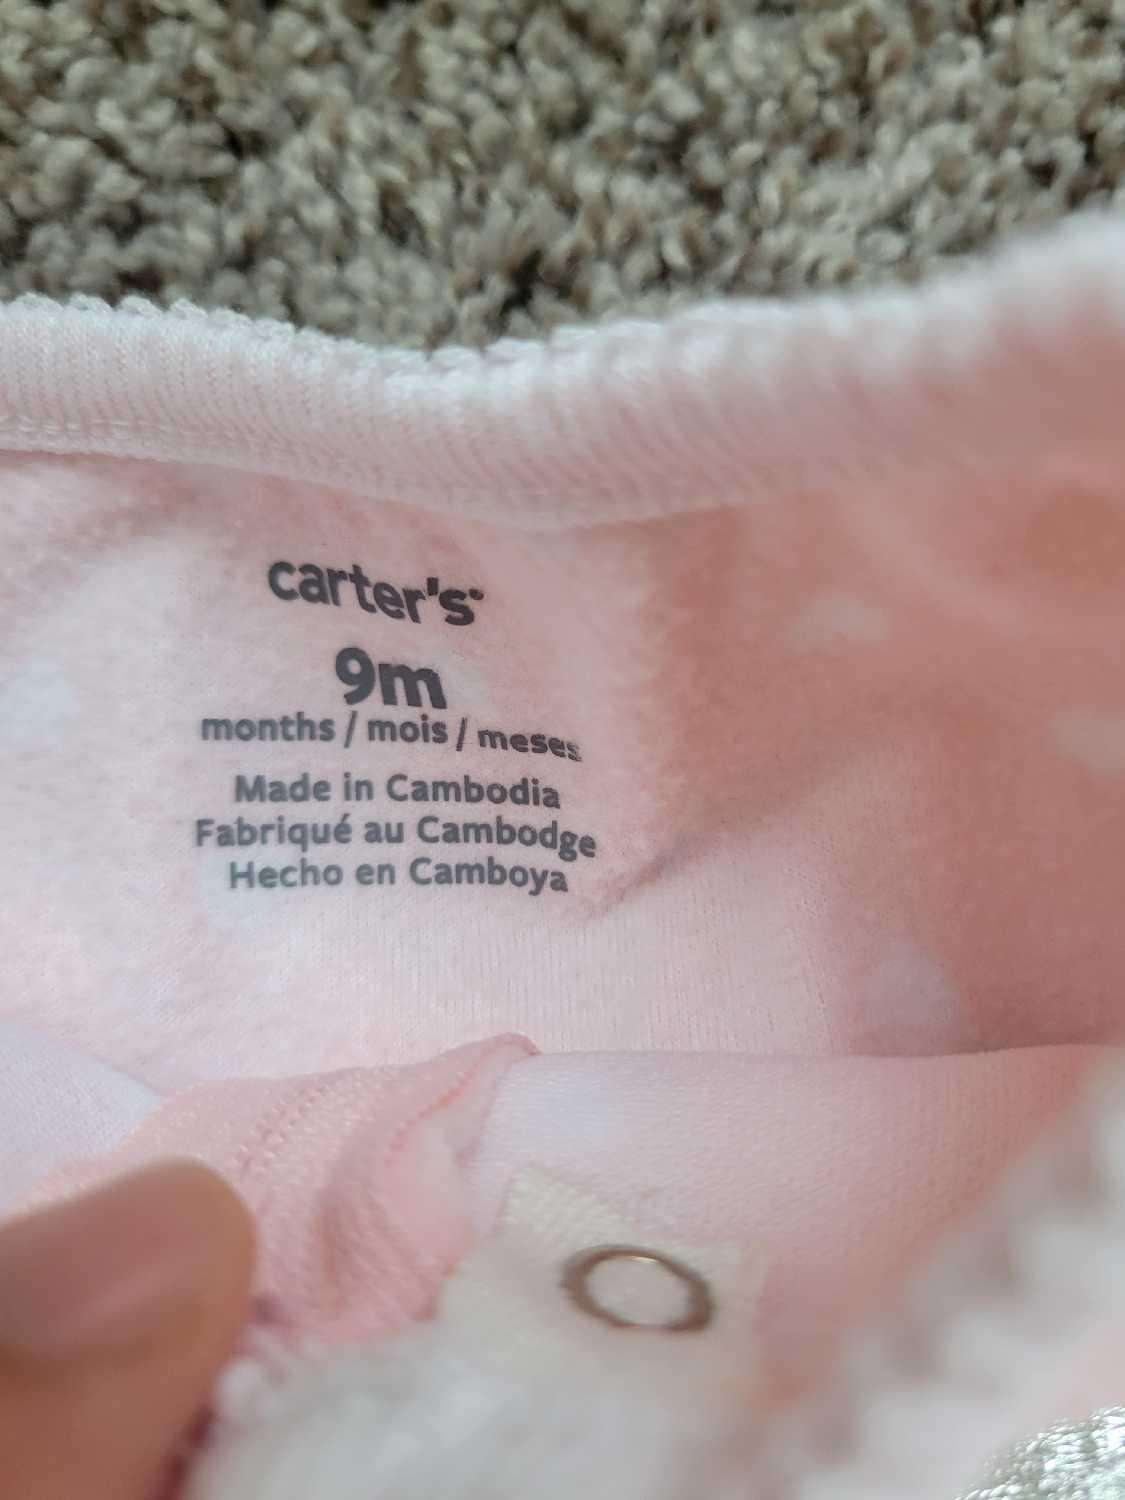 carter's®
9m
months / mois / meses
Made in Cambodia
Fabriqué au Cambodge
Hecho en Camboya